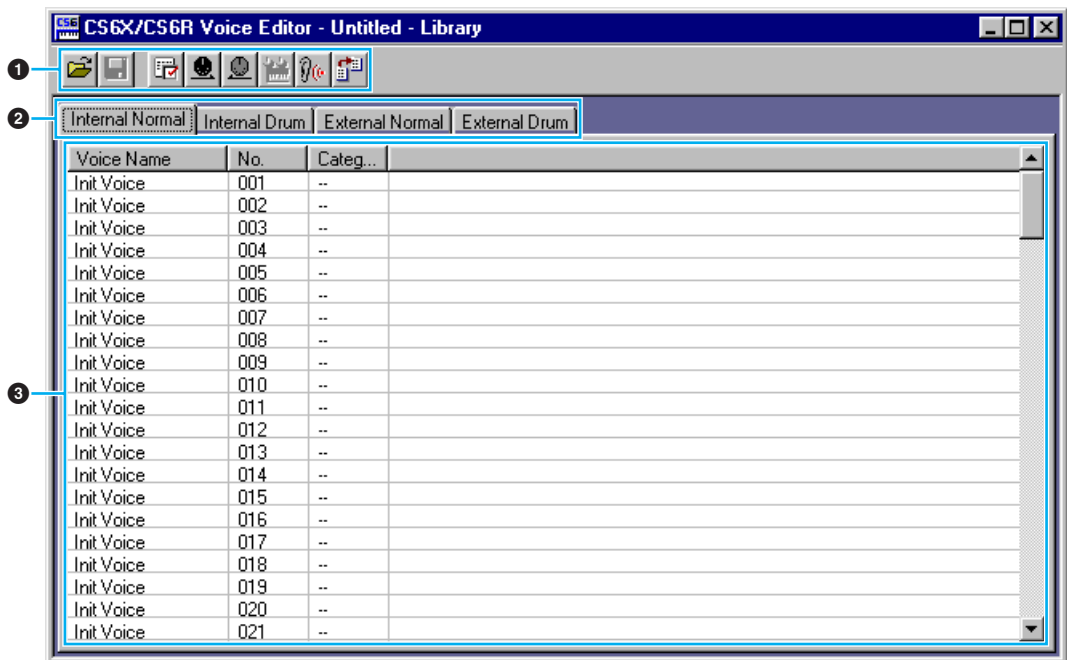 CS6 CS6X/CS6R Voice Editor - Untitled - Library
❶
❷ Internal Normal Internal Drum External Normal External Drum
Voice Name No. Categ...
Init Voice 001 --
Init Voice 002 --
Init Voice 003 --
Init Voice 004 --
Init Voice 005 --
Init Voice 006 --
Init Voice 007 --
Init Voice 008 --
Init Voice 009 --
❸ Init Voice 010 --
Init Voice 011 --
Init Voice 012 --
Init Voice 013 --
Init Voice 014 --
Init Voice 015 --
Init Voice 016 --
Init Voice 017 --
Init Voice 018 --
Init Voice 019 --
Init Voice 020 --
Init Voice 021 --